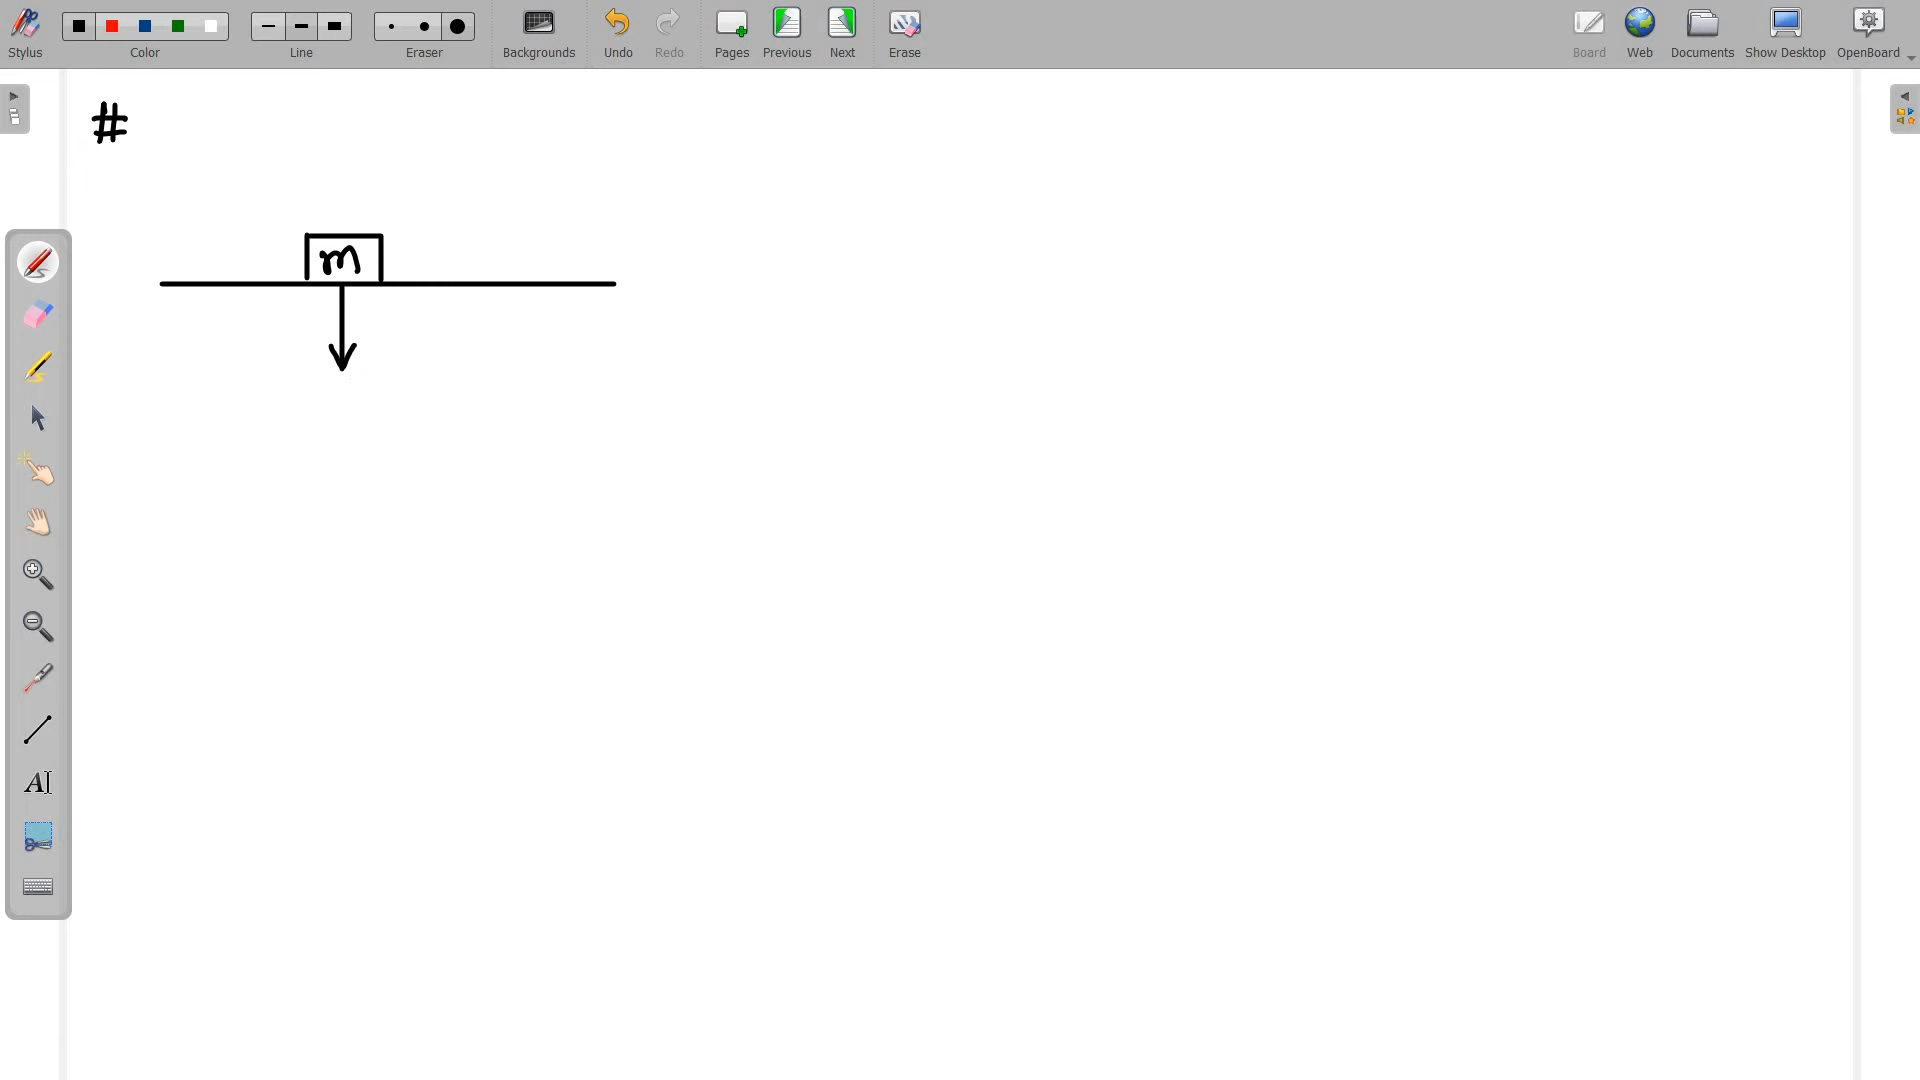 Stylus Color Line Eraser Backgrounds Undo Redo Pages Previous Next Erase Board Web Documents Show Desktop OpenBoard
#
m
A